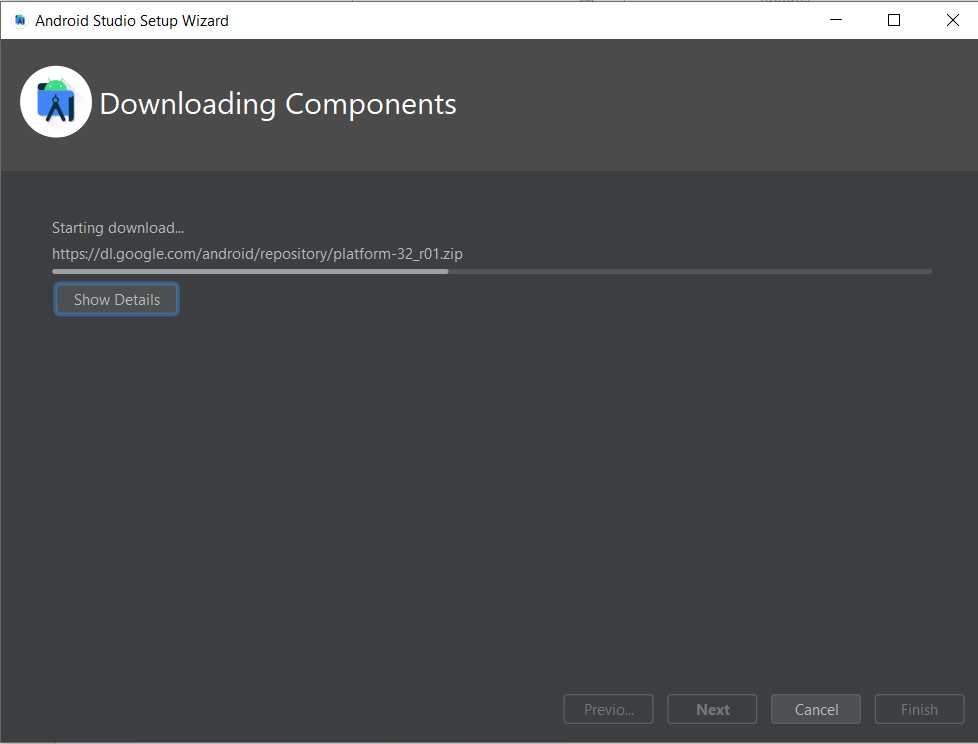 Android Studio Setup Wizard
Downloading Components
Starting download...
https://dl.google.com/android/repository/platform-32_r01.zip
Show Details
Previo... Next Cancel Finish